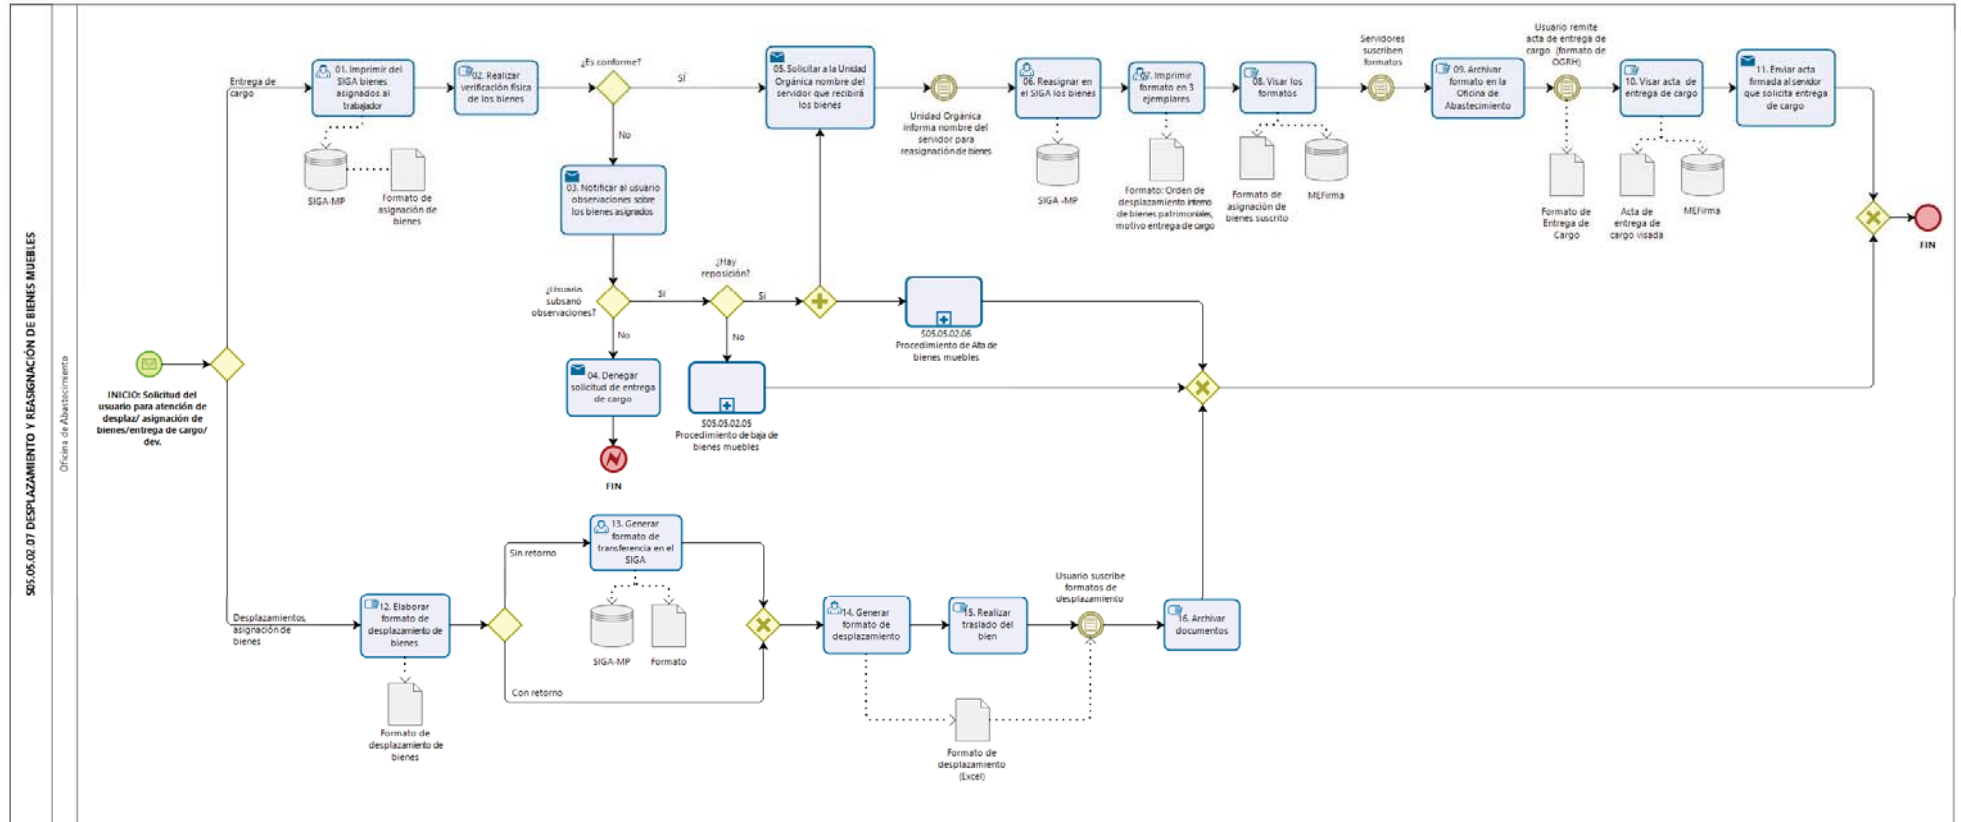 S05.05.02.07 DESPLAZAMIENTO Y REASIGNACIÓN DE BIENES MUEBLES
Oficina de Abastecimiento
INICIO: Solicitud del
usuario para atención de
desplaz/ asignación de
bienes/entrega de cargo/
dev.
Entrega de
cargo
01. Imprimir del
SIGA bienes
asignados al
trabajador
SIGA-MP
Formato de
asignación de
bienes
02. Realizar
verificación física
de los bienes
¿Es conforme?
SÍ
No
03. Notificar al usuario
observaciones sobre
los bienes asignados
¿Usuario
subsanó
observaciones?
Sí
No
04. Denegar
solicitud de entrega
de cargo
FIN
¿Hay
reposición?
Sí
No
S05.05.02.05
Procedimiento de baja de
bienes muebles
S05.05.02.06
Procedimiento de Alta de
bienes muebles
05. Solicitar a la Unidad
Orgánica nombre del
servidor que recibirá
los bienes
Unidad Orgánica
informa nombre del
servidor para
reasignación de bienes
06. Reasignar en
el SIGA los bienes
SIGA -MP
07. Imprimir
formato en 3
ejemplares
Formato: Orden de
desplazamiento interno
de bienes patrimoniales,
motivo entrega de cargo
08. Visar los
formatos
Formato de
asignación de
bienes suscrito
MEFirma
Servidores
suscriben
formatos
09. Archivar
formato en la
Oficina de
Abastecimiento
Usuario remite
acta de entrega de
cargo (formato de
OGRH)
Formato de
Entrega de
Cargo
10. Visar acta de
entrega de cargo
Acta de
entrega de
cargo visada
MEFirma
11. Enviar acta
firmada al servidor
que solicita entrega
de cargo
FIN
Desplazamientos,
asignación de
bienes
12. Elaborar
formato de
desplazamiento de
bienes
Formato de
desplazamiento de
bienes
Sin retorno
Con retorno
13. Generar
formato de
transferencia en el
SIGA
SIGA-MP
Formato
14. Generar
formato de
desplazamiento
15. Realizar
traslado del
bien
Formato de
desplazamiento
(Excel)
Usuario suscribe
formatos de
desplazamiento
16. Archivar
documentos